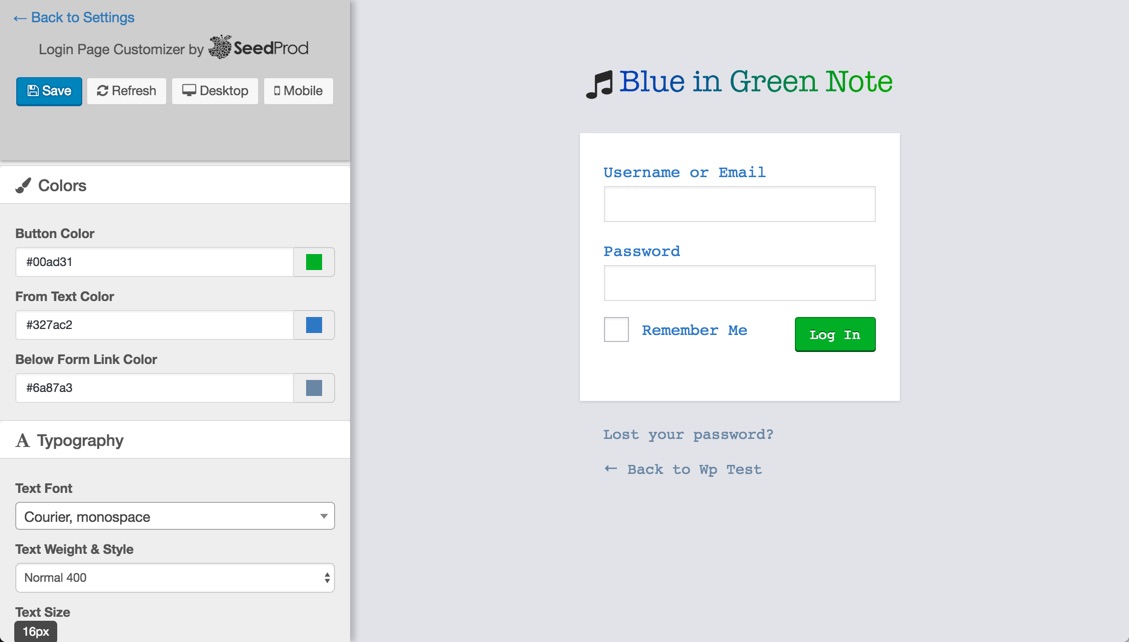 ← Back to Settings
Login Page Customizer by SeedProd
Save Refresh Desktop Mobile
Colors
Button Color
#00ad31
From Text Color
#327ac2
Below Form Link Color
#6a87a3
A Typography
Text Font
Courier, monospace
Text Weight & Style
Normal 400
Text Size
16px
Blue in Green Note
Username or Email
Password
Remember Me
Log In
Lost your password?
← Back to Wp Test